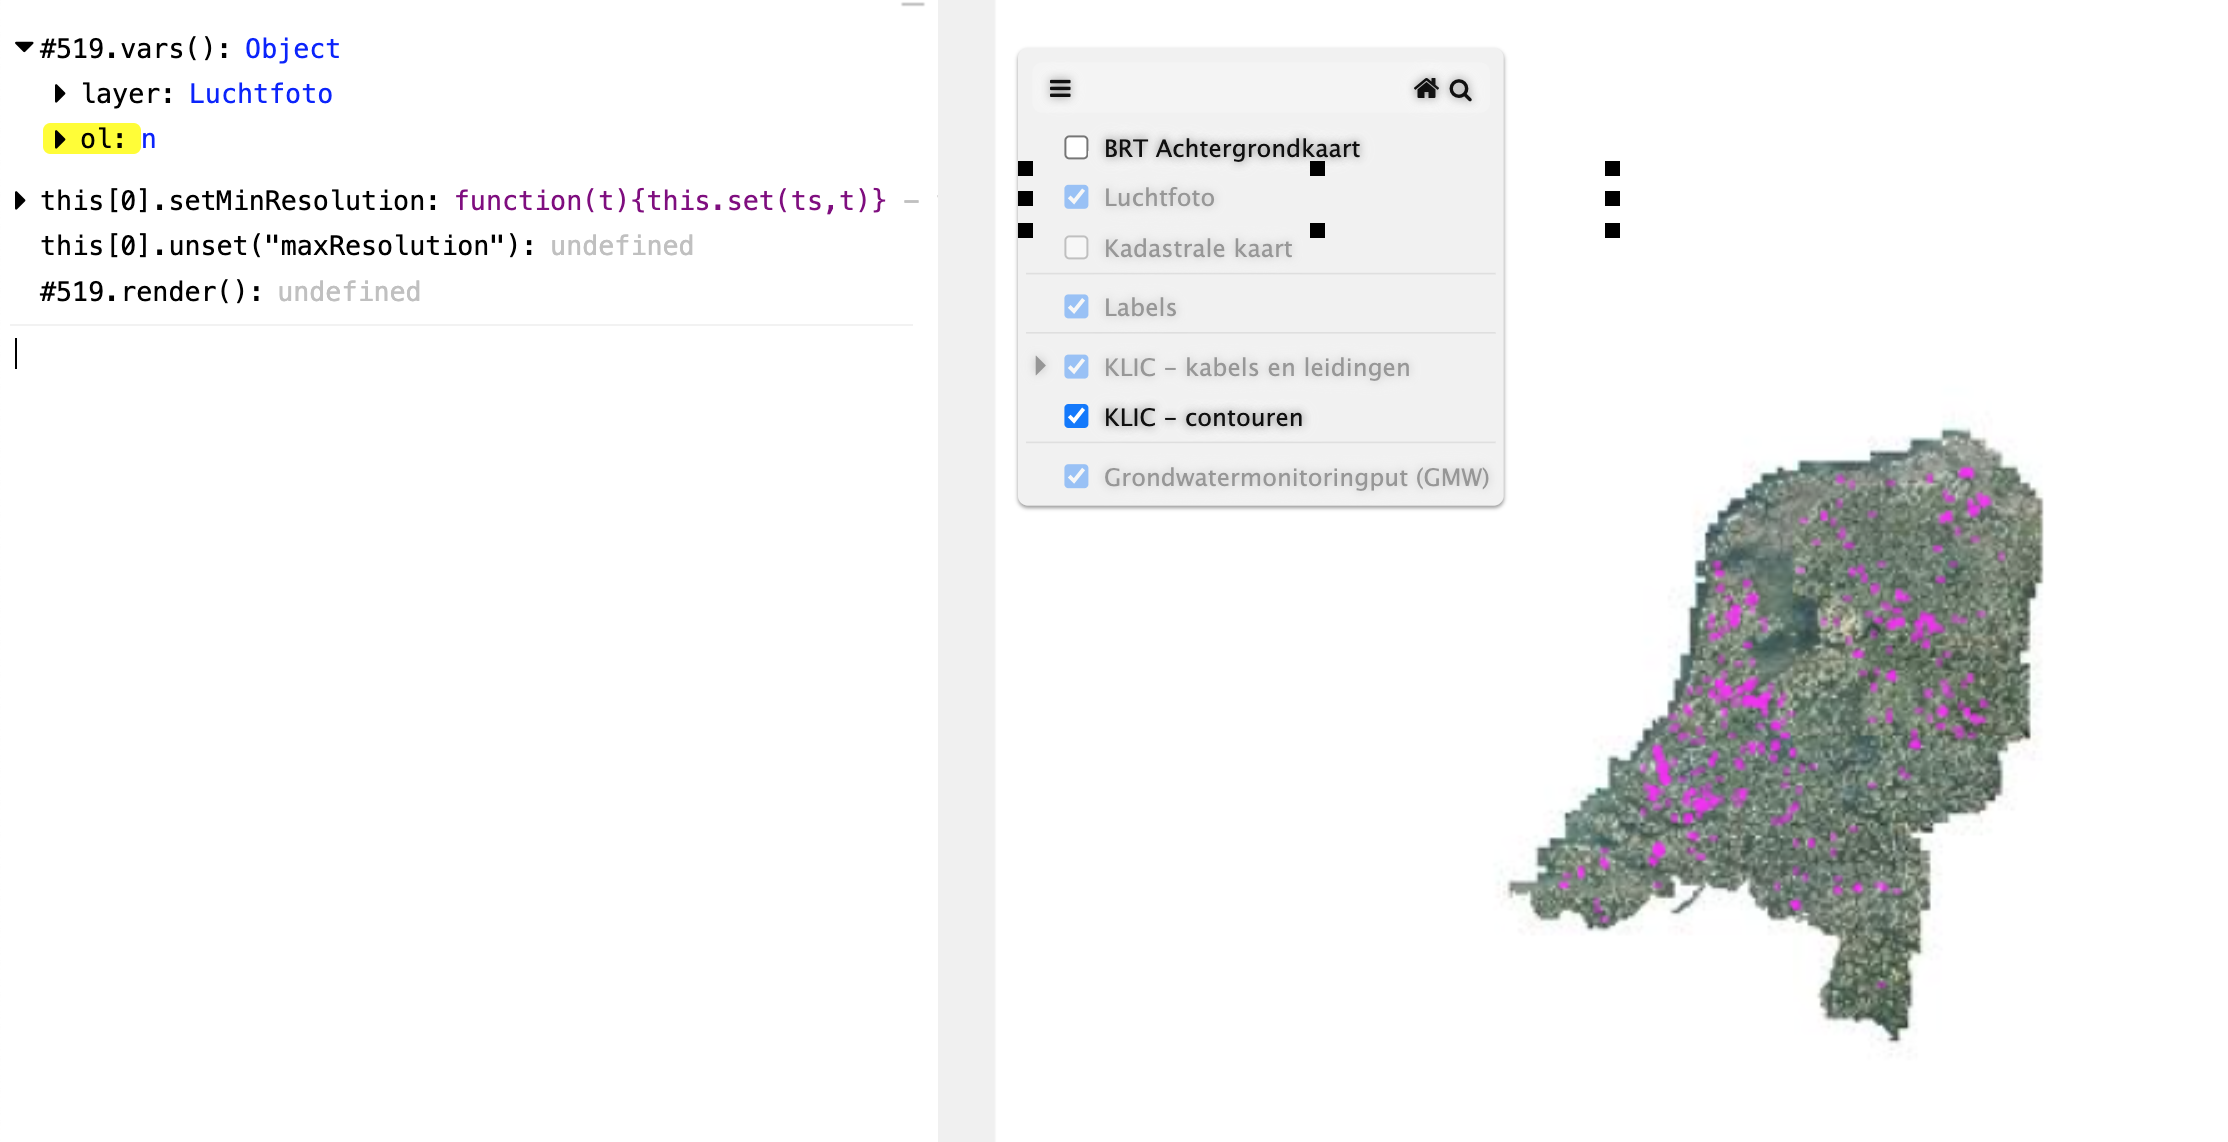 #519.vars(): Object
layer: Luchtfoto
ol: n
this[0].setMinResolution: function(t){this.set(ts,t)} –
this[0].unset("maxResolution"): undefined
#519.render(): undefined
BRT Achtergrondkaart
Luchtfoto
Kadastrale kaart
Labels
KLIC – kabels en leidingen
KLIC – contouren
Grondwatermonitoringput (GMW)